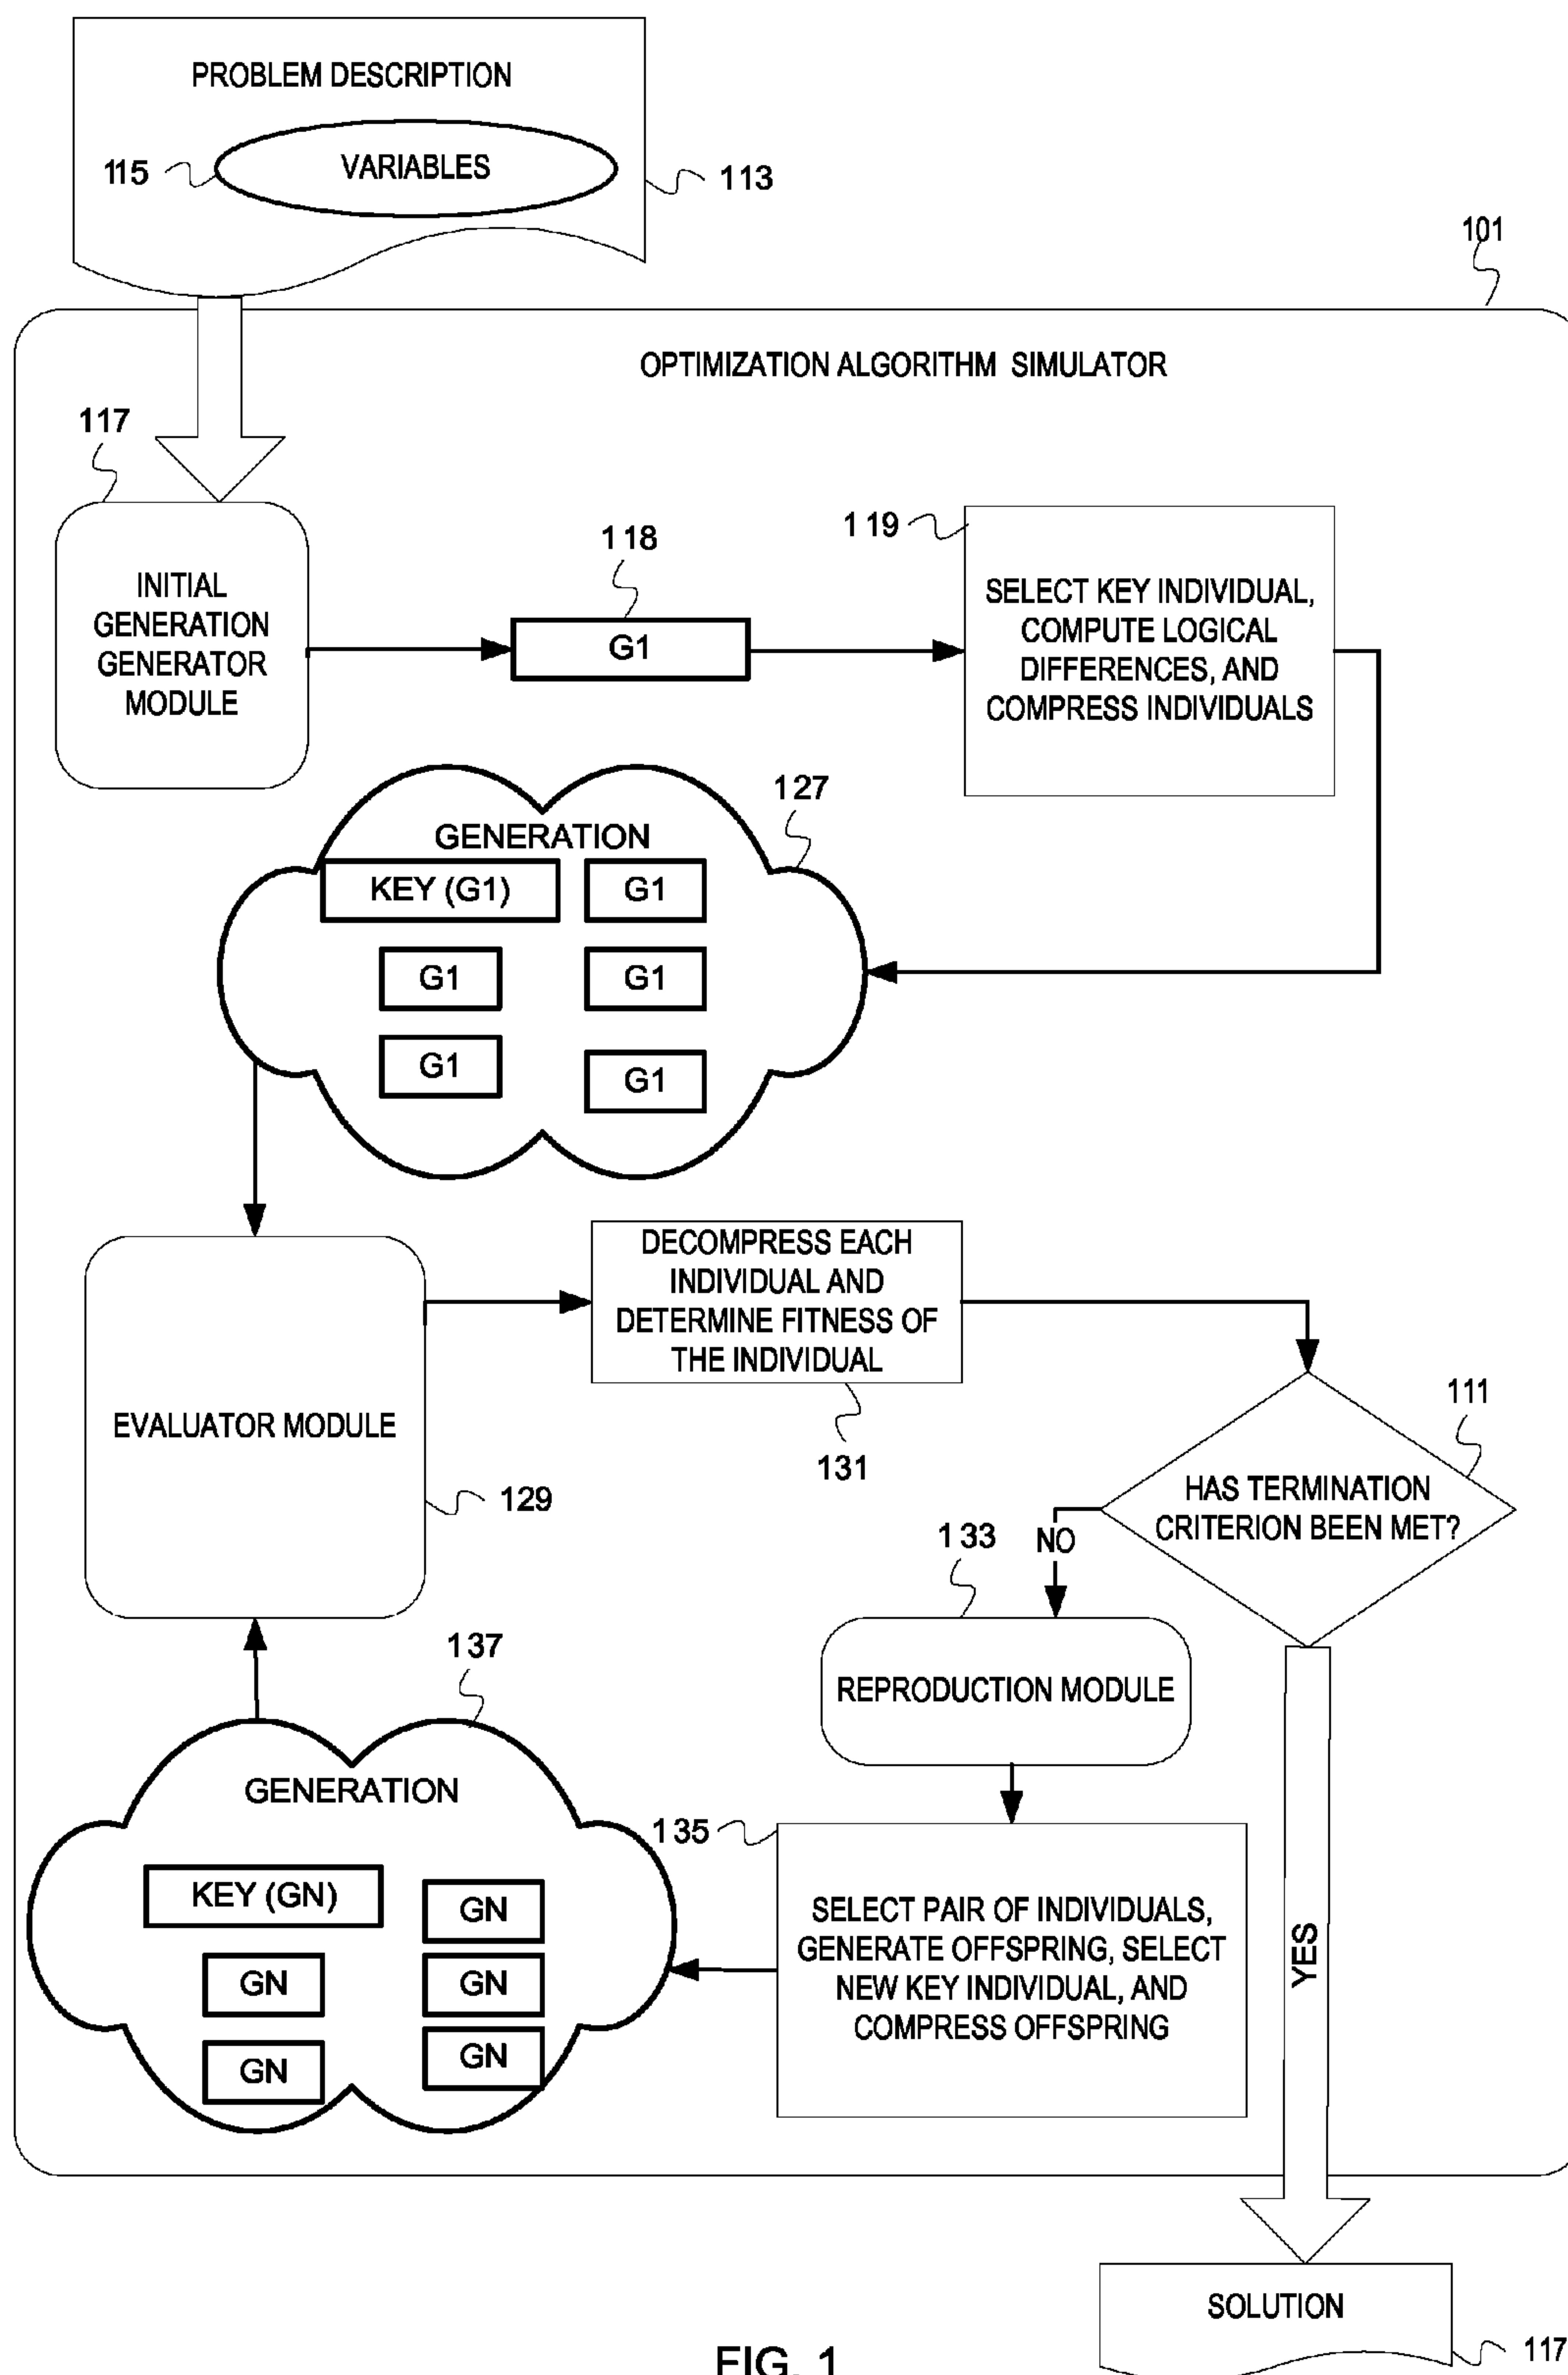 PROBLEM DESCRIPTION
115
VARIABLES
113
101
OPTIMIZATION ALGORITHM SIMULATOR
117
INITIAL
GENERATION
GENERATOR
MODULE
118
G1
119
SELECT KEY INDIVIDUAL,
COMPUTE LOGICAL
DIFFERENCES, AND
COMPRESS INDIVIDUALS
127
GENERATION
KEY (G1)
G1
G1
G1
G1
G1
EVALUATOR MODULE
129
DECOMPRESS EACH
INDIVIDUAL AND
DETERMINE FITNESS OF
THE INDIVIDUAL
131
111
HAS TERMINATION
CRITERION BEEN MET?
NO
133
REPRODUCTION MODULE
135
SELECT PAIR OF INDIVIDUALS,
GENERATE OFFSPRING, SELECT
NEW KEY INDIVIDUAL, AND
COMPRESS OFFSPRING
137
GENERATION
KEY (GN)
GN
GN
GN
GN
GN
YES
SOLUTION
117
FIG. 1